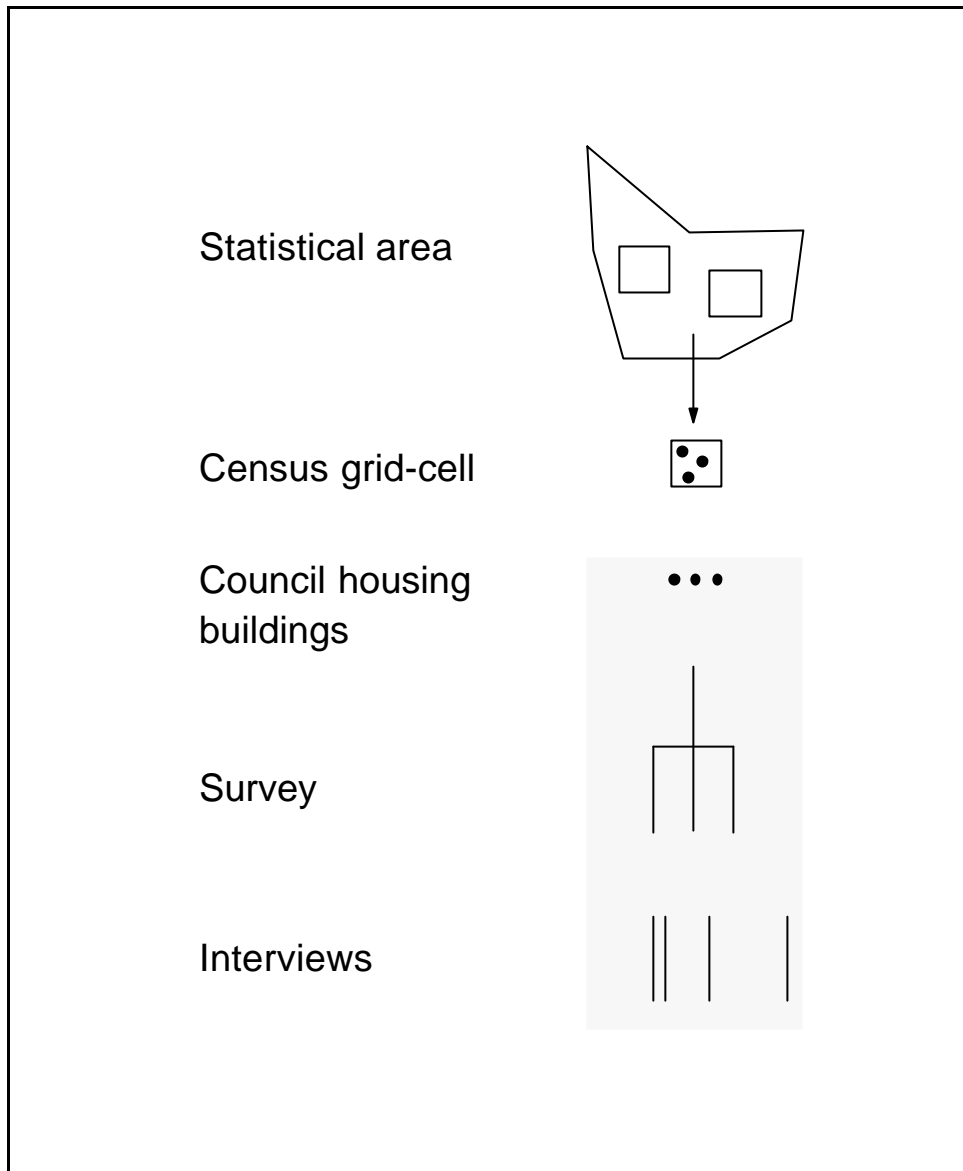 Statistical area
Census grid-cell
Council housing
buildings
Survey
Interviews